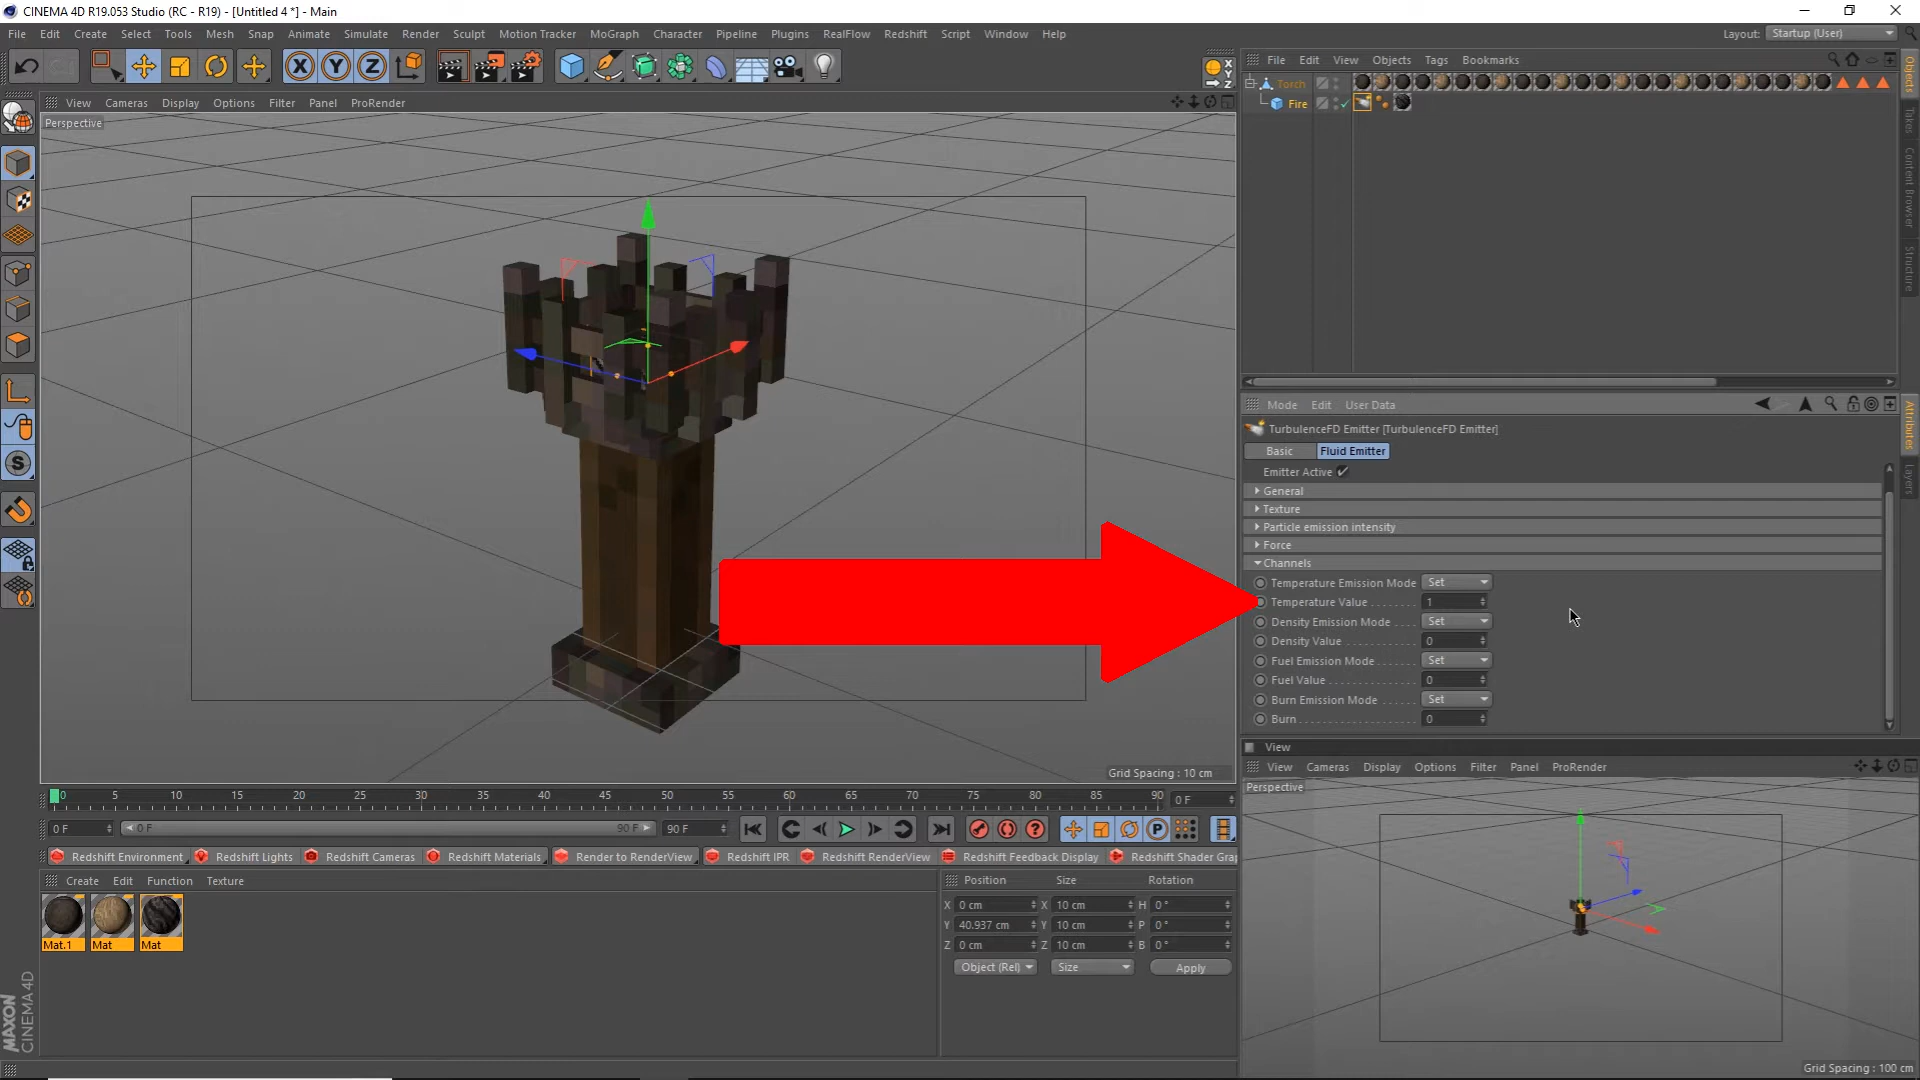 CINEMA 4D R19.053 Studio (RC - R19) - [Untitled 4 *] - Main
File Edit Create Select Tools Mesh Snap Animate Simulate Render Sculpt Motion Tracker MoGraph Character Pipeline Plugins RealFlow Redshift Script Window Help
Layout: Startup (User)
X Y Z
View Cameras Display Options Filter Panel ProRender
Perspective
Grid Spacing : 10 cm
File Edit View Objects Tags Bookmarks
Torch
Fire
Objects
Takes
Content Browser
Structure
Mode Edit User Data
TurbulenceFD Emitter [TurbulenceFD Emitter]
Basic Fluid Emitter
Emitter Active
General
Texture
Particle emission intensity
Force
Channels
Temperature Emission Mode Set
Temperature Value . . . . . . . . 1
Density Emission Mode . . . Set
Density Value . . . . . . . . . . . . 0
Fuel Emission Mode . . . . . . Set
Fuel Value . . . . . . . . . . . . . . 0
Burn Emission Mode . . . . . Set
Burn . . . . . . . . . . . . . . . . . . . 0
Attributes
Layers
View
View Cameras Display Options Filter Panel ProRender
Perspective
Grid Spacing : 100 cm
0 5 10 15 20 25 30 35 40 45 50 55 60 65 70 75 80 85 90
0 F
0 F 0 F 90 F 90 F
Redshift Environment Redshift Lights Redshift Cameras Redshift Materials Render to RenderView Redshift IPR Redshift RenderView Redshift Feedback Display Redshift Shader Grap
Create Edit Function Texture
Mat.1 Mat Mat
Position Size Rotation
X 0 cm X 10 cm H 0 °
Y 40.937 cm Y 10 cm P 0 °
Z 0 cm Z 10 cm B 0 °
Object (Rel) Size Apply
MAXON
CINEMA 4D